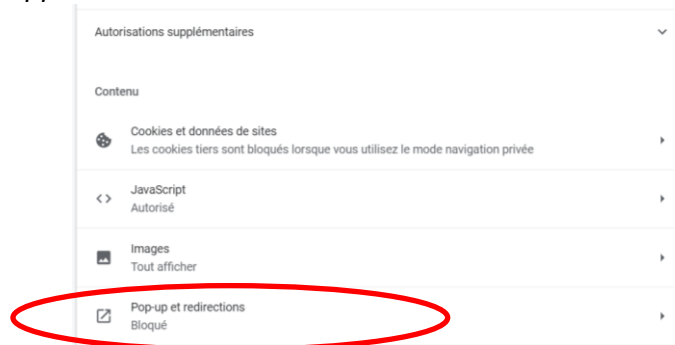 Autorisations supplémentaires
Contenu
Cookies et données de sites
Les cookies tiers sont bloqués lorsque vous utilisez le mode navigation privée
JavaScript
Autorisé
Images
Tout afficher
Pop-up et redirections
Bloqué